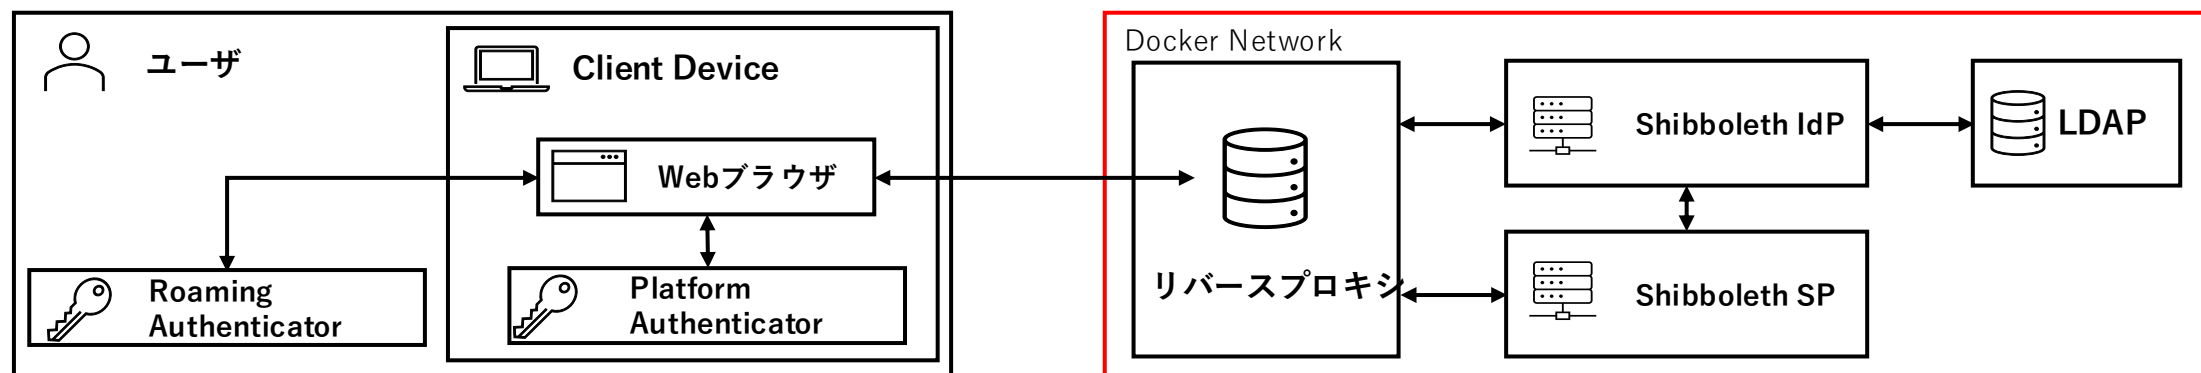 ユーザ
Client Device
Webブラウザ
Roaming
Authenticator
Platform
Authenticator
Docker Network
リバースプロキシ
Shibboleth IdP
LDAP
Shibboleth SP